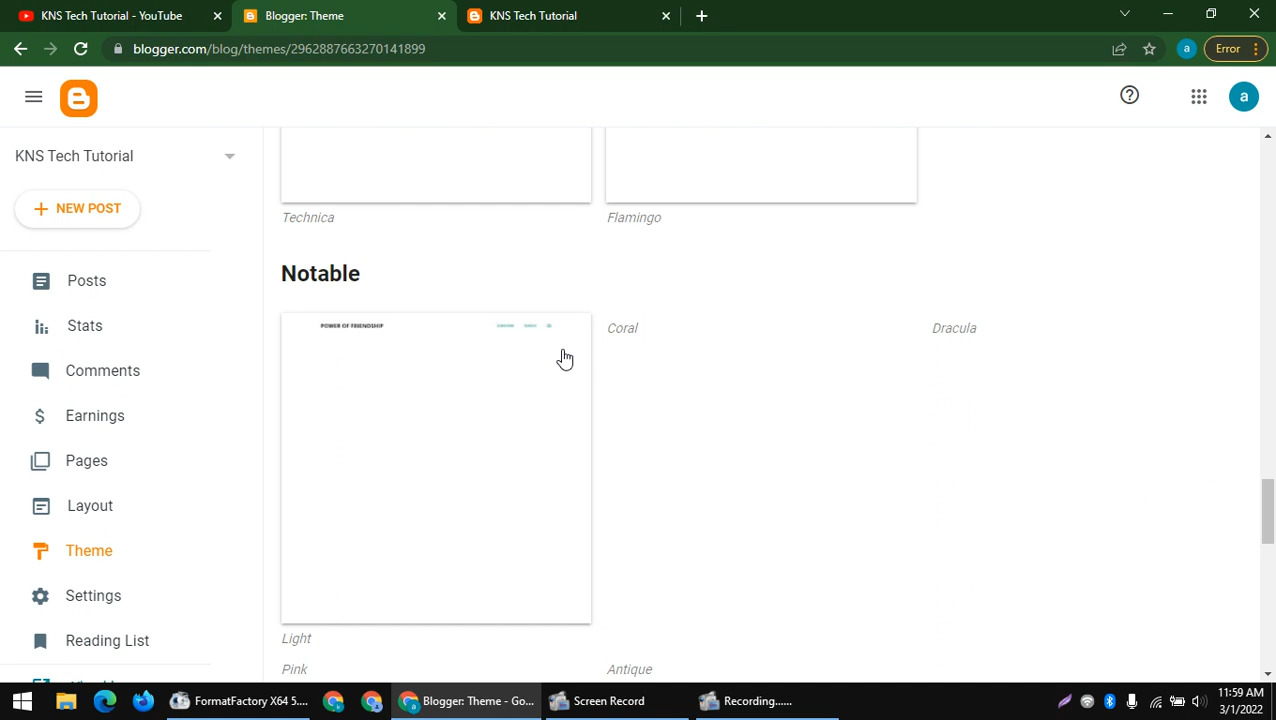 KNS Tech Tutorial - YouTube
Blogger: Theme
KNS Tech Tutorial
blogger.com/blog/themes/2962887663270141899
a
Error
a
KNS Tech Tutorial
+ NEW POST
Posts
Stats
Comments
Earnings
Pages
Layout
Theme
Settings
Reading List
Technica
Flamingo
Notable
POWER OF FRIENDSHIP
Coral
Dracula
Light
Pink
Antique
FormatFactory X64 5....
Blogger: Theme - Go...
Screen Record
Recording......
11:59 AM
3/1/2022